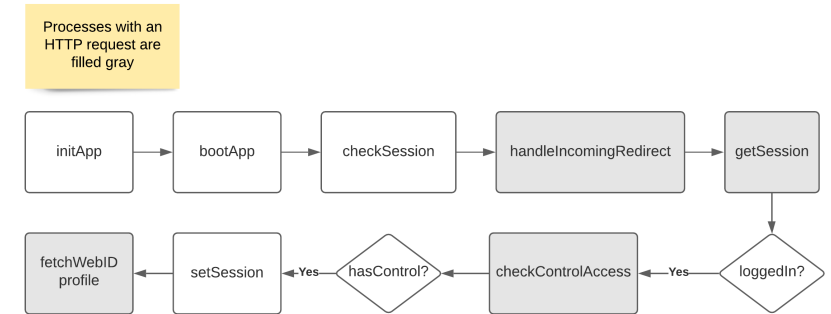 Processes with an
HTTP request are
filled gray
initApp
bootApp
checkSession
handleIncomingRedirect
getSession
loggedIn?
Yes
checkControlAccess
hasControl?
Yes
setSession
fetchWebID
profile